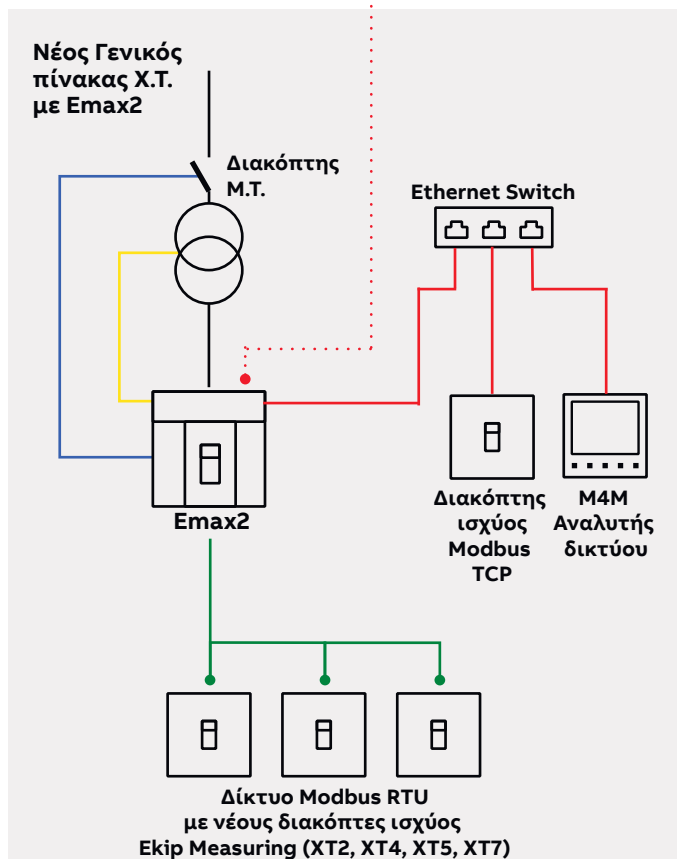 Νέος Γενικός
πίνακας Χ.Τ.
με Emax2
Διακόπτης
Μ.Τ.
Ethernet Switch
Emax2
Διακόπτης
ισχύος
Modbus
TCP
M4M
Αναλυτής
δικτύου
Δίκτυο Modbus RTU
με νέους διακόπτες ισχύος
Ekip Measuring (XT2, XT4, XT5, XT7)